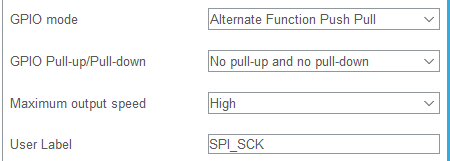 GPIO mode Alternate Function Push Pull
GPIO Pull-up/Pull-down No pull-up and no pull-down
Maximum output speed High
User Label SPI_SCK